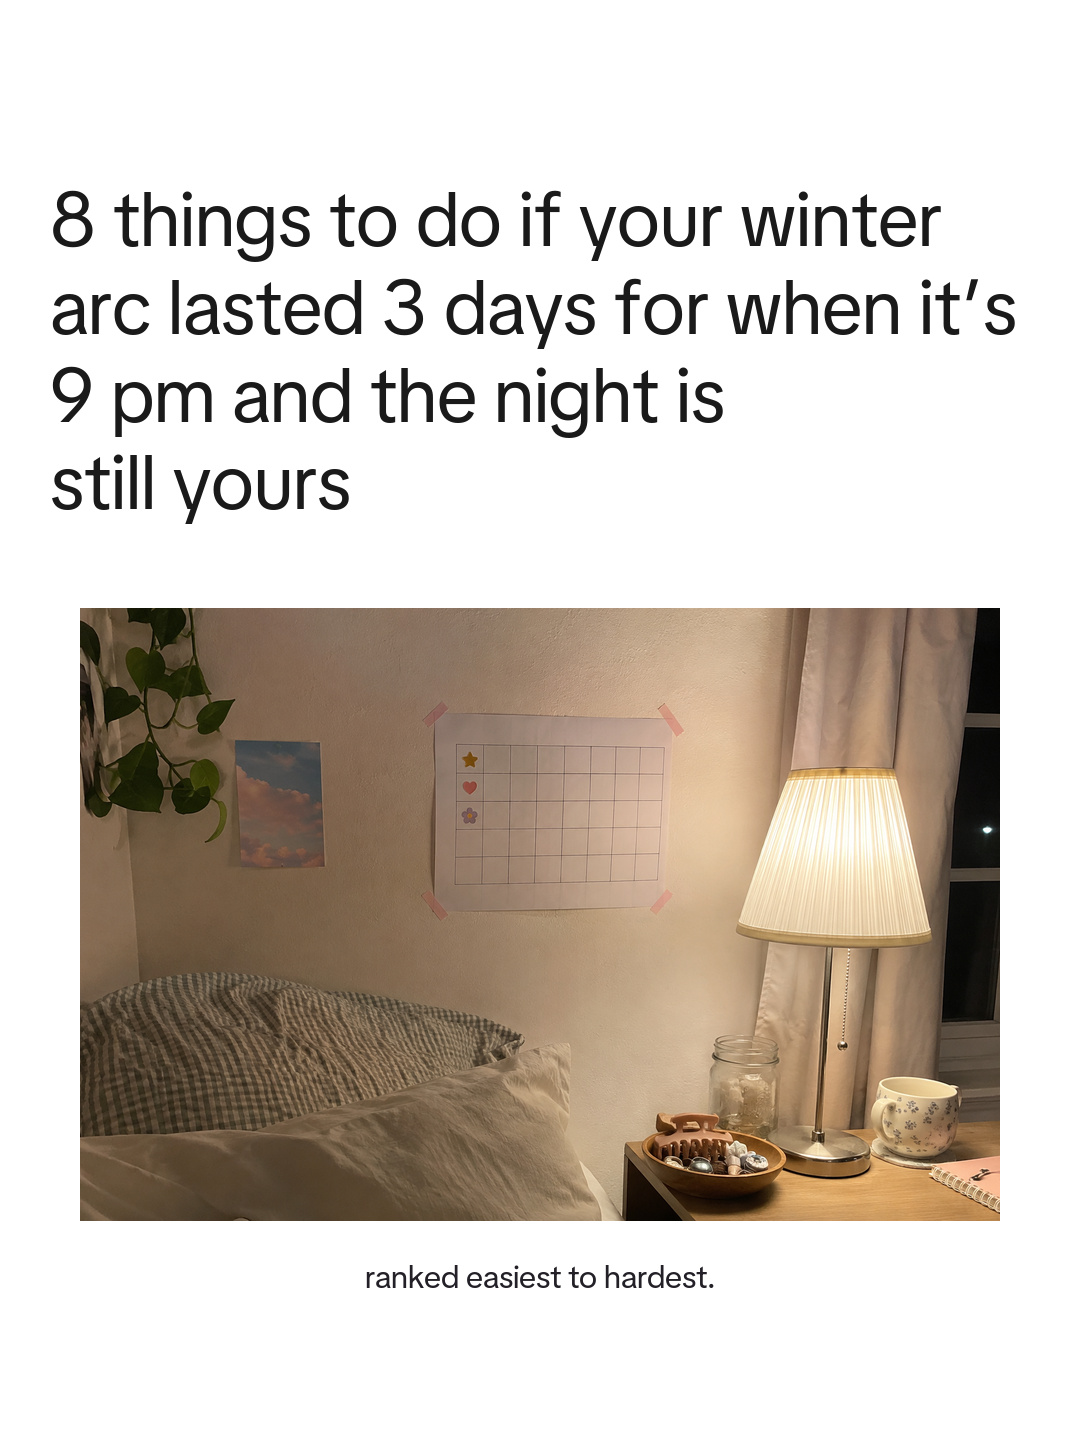 8 things to do if your winter
arc lasted 3 days for when it’s
9 pm and the night is
still yours
ranked easiest to hardest.